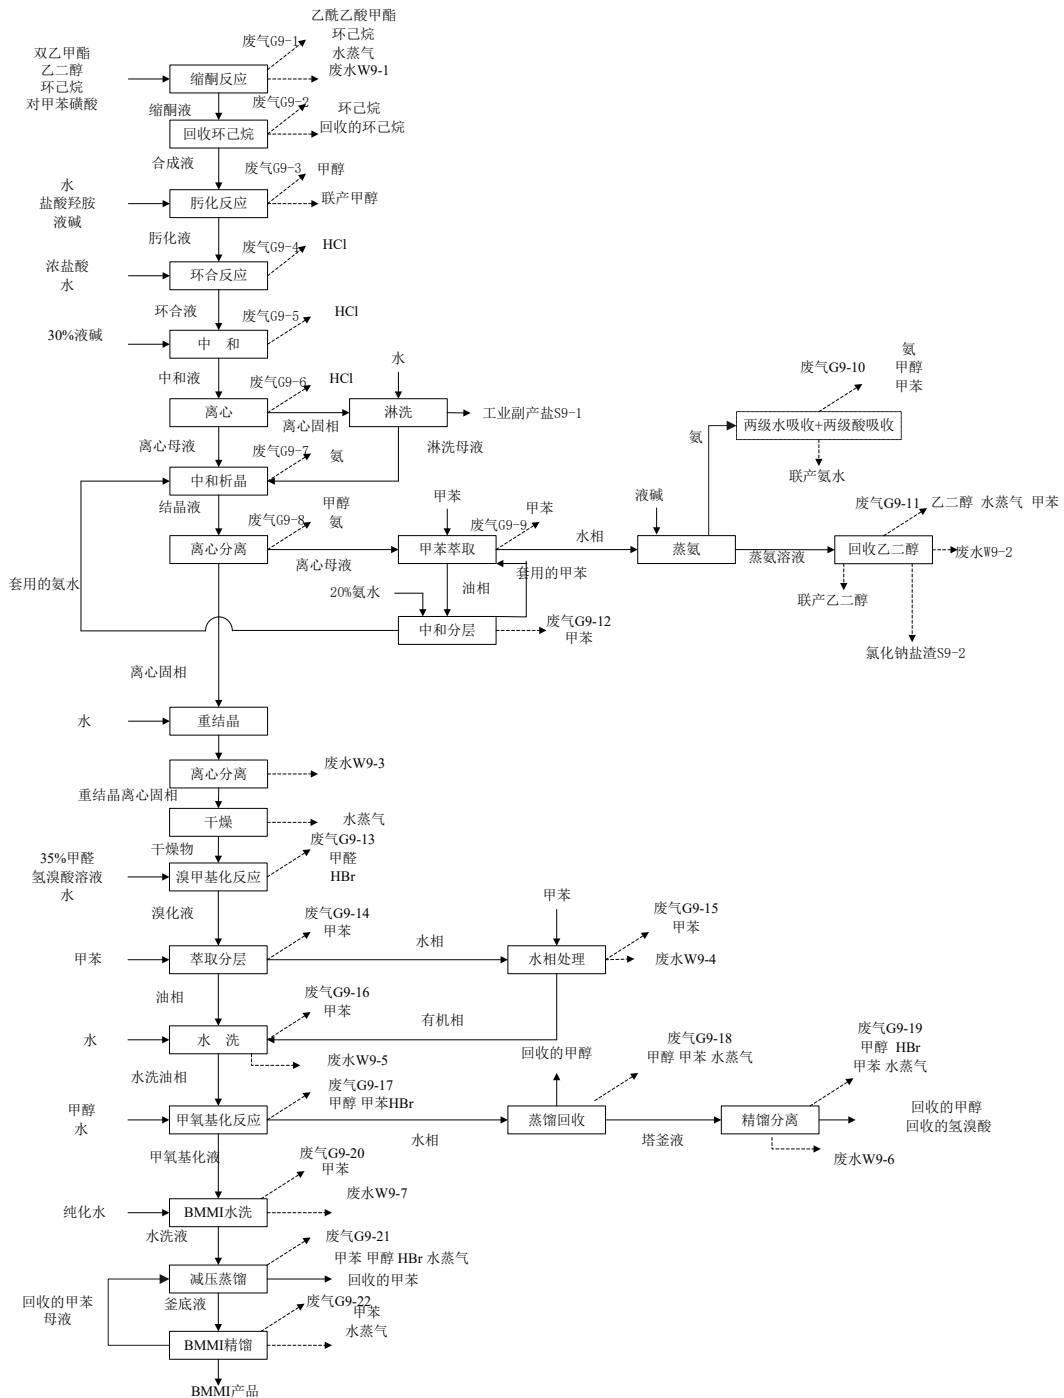 乙酰乙酸甲酯
环己烷
水蒸气
废气G9-1
废水W9-1
双乙甲酯
乙二醇
环己烷
对甲苯磺酸
缩酮反应
缩酮液
废气G9-2
环己烷
回收的环己烷
回收环己烷
合成液
废气G9-3
甲醇
联产甲醇
水
盐酸羟胺
液碱
肟化反应
肟化液
废气G9-4
HCl
浓盐酸
水
环合反应
环合液
废气G9-5
HCl
30%液碱
中 和
中和液
废气G9-6
HCl
水
离心
离心固相
淋洗
工业副产盐S9-1
离心母液
淋洗母液
废气G9-7
氨
中和析晶
结晶液
废气G9-8
甲醇
氨
离心分离
离心母液
甲苯
废气G9-9
甲苯
甲苯萃取
水相
液碱
蒸氨
氨
废气G9-10
氨
甲醇
甲苯
两级水吸收+两级酸吸收
联产氨水
蒸氨溶液
废气G9-11
乙二醇 水蒸气 甲苯
回收乙二醇
废水W9-2
联产乙二醇
氯化钠盐渣S9-2
套用的氨水
20%氨水
油相
套用的甲苯
中和分层
废气G9-12
甲苯
离心固相
水
重结晶
离心分离
废水W9-3
重结晶离心固相
干燥
水蒸气
干燥物
废气G9-13
甲醛
HBr
35%甲醛
氢溴酸溶液
水
溴甲基化反应
溴化液
废气G9-14
甲苯
甲苯
萃取分层
水相
甲苯
水相处理
废气G9-15
甲苯
废水W9-4
油相
废气G9-16
甲苯
有机相
水
水 洗
废水W9-5
水洗油相
废气G9-17
甲醇 甲苯HBr
甲醇
水
甲氧基化反应
水相
回收的甲醇
废气G9-18
甲醇 甲苯 水蒸气
蒸馏回收
塔釜液
废气G9-19
甲醇 HBr
甲苯 水蒸气
精馏分离
回收的甲醇
回收的氢溴酸
废水W9-6
甲氧基化液
废气G9-20
甲苯
废水W9-7
纯化水
BMMI水洗
水洗液
废气G9-21
甲苯 甲醇 HBr 水蒸气
减压蒸馏
回收的甲苯
回收的甲苯
母液
釜底液
废气G9-22
甲苯
水蒸气
BMMI精馏
BMMI产品